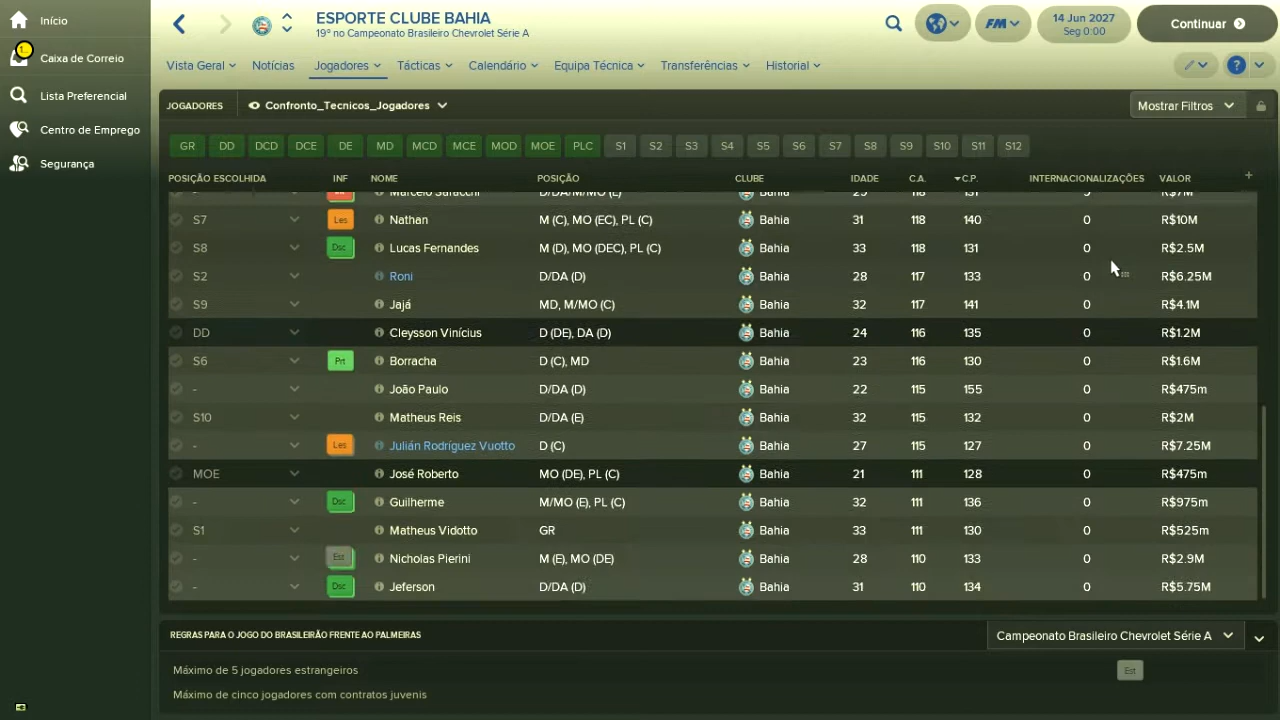 Início
ESPORTE CLUBE BAHIA
19º no Campeonato Brasileiro Chevrolet Série A
FM
14 Jun 2027
Seg 0:00
Continuar
1...
Caixa de Correio
Vista Geral Notícias Jogadores Tácticas Calendário Equipa Técnica Transferências Historial
?
Lista Preferencial
JOGADORES Confronto_Tecnicos_Jogadores Mostrar Filtros
Centro de Emprego
Segurança
GR DD DCD DCE DE MD MCD MCE MOD MOE PLC S1 S2 S3 S4 S5 S6 S7 S8 S9 S10 S11 S12
POSIÇÃO ESCOLHIDA INF NOME POSIÇÃO CLUBE IDADE C.A. C.P. INTERNACIONALIZAÇÕES VALOR +
- Marcelo Saracchi D/DA/M/MO (E) Bahia 29 118 131 R$7M
S7 Les Nathan M (C), MO (EC), PL (C) Bahia 31 118 140 0 R$10M
S8 Dsc Lucas Fernandes M (D), MO (DEC), PL (C) Bahia 33 118 131 0 R$2.5M
S2 Roni D/DA (D) Bahia 28 117 133 0 R$6.25M
S9 Jajá MD, M/MO (C) Bahia 32 117 141 0 R$4.1M
DD Cleysson Vinícius D (DE), DA (D) Bahia 24 116 135 0 R$1.2M
S6 Prt Borracha D (C), MD Bahia 23 116 130 0 R$1.6M
- João Paulo D/DA (D) Bahia 22 115 155 0 R$475m
S10 Matheus Reis D/DA (E) Bahia 32 115 132 0 R$2M
- Les Julián Rodríguez Vuotto D (C) Bahia 27 115 127 0 R$7.25M
MOE José Roberto MO (DE), PL (C) Bahia 21 111 128 0 R$475m
- Dsc Guilherme M/MO (E), PL (C) Bahia 32 111 136 0 R$975m
S1 Matheus Vidotto GR Bahia 33 111 130 0 R$525m
- Est Nicholas Pierini M (E), MO (DE) Bahia 28 110 133 0 R$2.9M
- Dsc Jeferson D/DA (D) Bahia 31 110 134 0 R$5.75M
REGRAS PARA O JOGO DO BRASILEIRÃO FRENTE AO PALMEIRAS Campeonato Brasileiro Chevrolet Série A
Máximo de 5 jogadores estrangeiros Est
Máximo de cinco jogadores com contratos juvenis